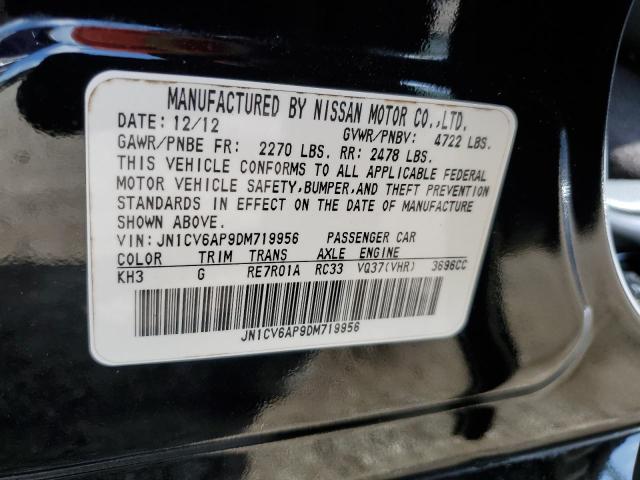 MANUFACTURED BY NISSAN MOTOR CO.,LTD.
DATE: 12/12 GVWR/PNBV: 4722 LBS.
GAWR/PNBE FR: 2270 LBS. RR: 2478 LBS.
THIS VEHICLE CONFORMS TO ALL APPLICABLE FEDERAL
MOTOR VEHICLE SAFETY,BUMPER,AND THEFT PREVENTION
STANDARDS IN EFFECT ON THE DATE OF MANUFACTURE
SHOWN ABOVE.
VIN: JN1CV6AP9DM719956 PASSENGER CAR
COLOR TRIM TRANS AXLE ENGINE
KH3 G RE7R01A RC33 VQ37(VHR) 3696CC
JN1CV6AP9DM719956